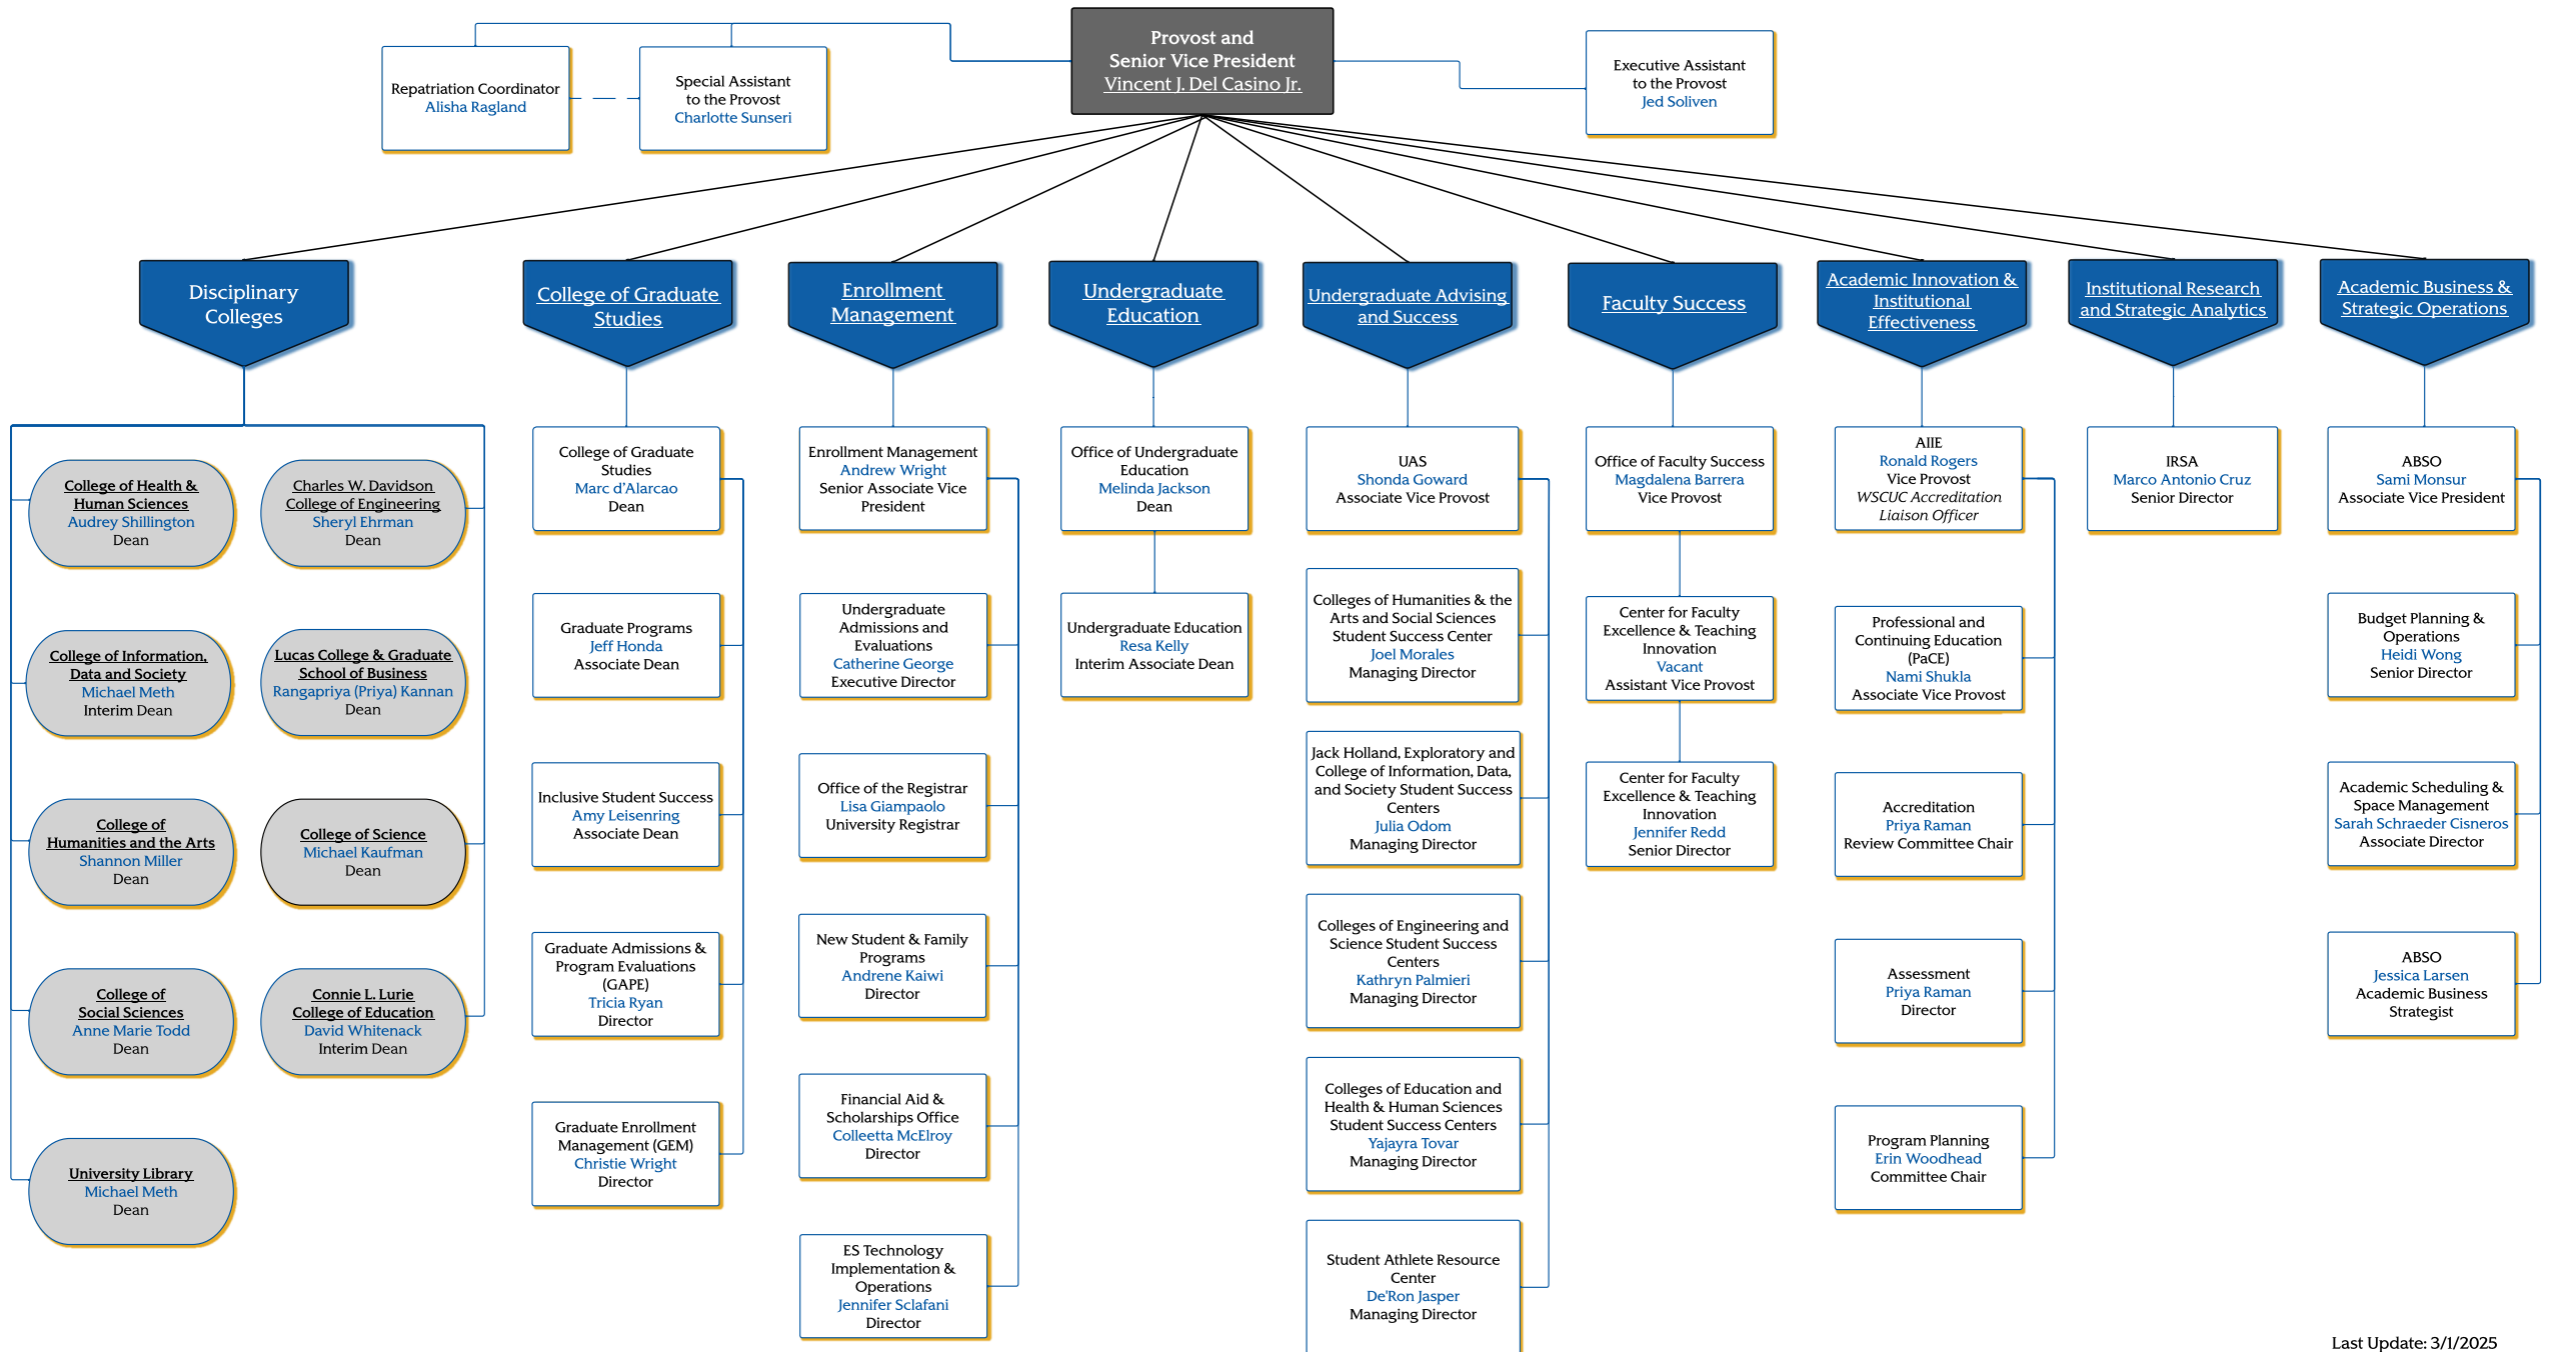 Provost and
Senior Vice President
Vincent J. Del Casino Jr.
Repatriation Coordinator
Alisha Ragland
Special Assistant
to the Provost
Charlotte Sunseri
Executive Assistant
to the Provost
Jed Soliven
Disciplinary
Colleges
College of Graduate
Studies
Enrollment
Management
Undergraduate
Education
Undergraduate Advising
and Success
Faculty Success
Academic Innovation &
Institutional
Effectiveness
Institutional Research
and Strategic Analytics
Academic Business &
Strategic Operations
College of Health &
Human Sciences
Audrey Shillington
Dean
Charles W. Davidson
College of Engineering
Sheryl Ehrman
Dean
College of Information,
Data and Society
Michael Meth
Interim Dean
Lucas College & Graduate
School of Business
Rangapriya (Priya) Kannan
Dean
College of
Humanities and the Arts
Shannon Miller
Dean
College of Science
Michael Kaufman
Dean
College of
Social Sciences
Anne Marie Todd
Dean
Connie L. Lurie
College of Education
David Whitenack
Interim Dean
University Library
Michael Meth
Dean
College of Graduate
Studies
Marc d'Alarcao
Dean
Graduate Programs
Jeff Honda
Associate Dean
Inclusive Student Success
Amy Leisenring
Associate Dean
Graduate Admissions &
Program Evaluations
(GAPE)
Tricia Ryan
Director
Graduate Enrollment
Management (GEM)
Christie Wright
Director
Enrollment Management
Andrew Wright
Senior Associate Vice
President
Undergraduate
Admissions and
Evaluations
Catherine George
Executive Director
Office of the Registrar
Lisa Giampaolo
University Registrar
New Student & Family
Programs
Andrene Kaiwi
Director
Financial Aid &
Scholarships Office
Colleetta McElroy
Director
ES Technology
Implementation &
Operations
Jennifer Sclafani
Director
Office of Undergraduate
Education
Melinda Jackson
Dean
Undergraduate Education
Resa Kelly
Interim Associate Dean
UAS
Shonda Goward
Associate Vice Provost
Colleges of Humanities & the
Arts and Social Sciences
Student Success Center
Joel Morales
Managing Director
Jack Holland, Exploratory and
College of Information, Data,
and Society Student Success
Centers
Julia Odom
Managing Director
Colleges of Engineering and
Science Student Success
Centers
Kathryn Palmieri
Managing Director
Colleges of Education and
Health & Human Sciences
Student Success Centers
Yajayra Tovar
Managing Director
Student Athlete Resource
Center
De'Ron Jasper
Managing Director
Office of Faculty Success
Magdalena Barrera
Vice Provost
Center for Faculty
Excellence & Teaching
Innovation
Vacant
Assistant Vice Provost
Center for Faculty
Excellence & Teaching
Innovation
Jennifer Redd
Senior Director
AIIE
Ronald Rogers
Vice Provost
WSCUC Accreditation
Liaison Officer
Professional and
Continuing Education
(PaCE)
Nami Shukla
Associate Vice Provost
Accreditation
Priya Raman
Review Committee Chair
Assessment
Priya Raman
Director
Program Planning
Erin Woodhead
Committee Chair
IRSA
Marco Antonio Cruz
Senior Director
ABSO
Sami Monsur
Associate Vice President
Budget Planning &
Operations
Heidi Wong
Senior Director
Academic Scheduling &
Space Management
Sarah Schraeder Cisneros
Associate Director
ABSO
Jessica Larsen
Academic Business
Strategist
Last Update: 3/1/2025